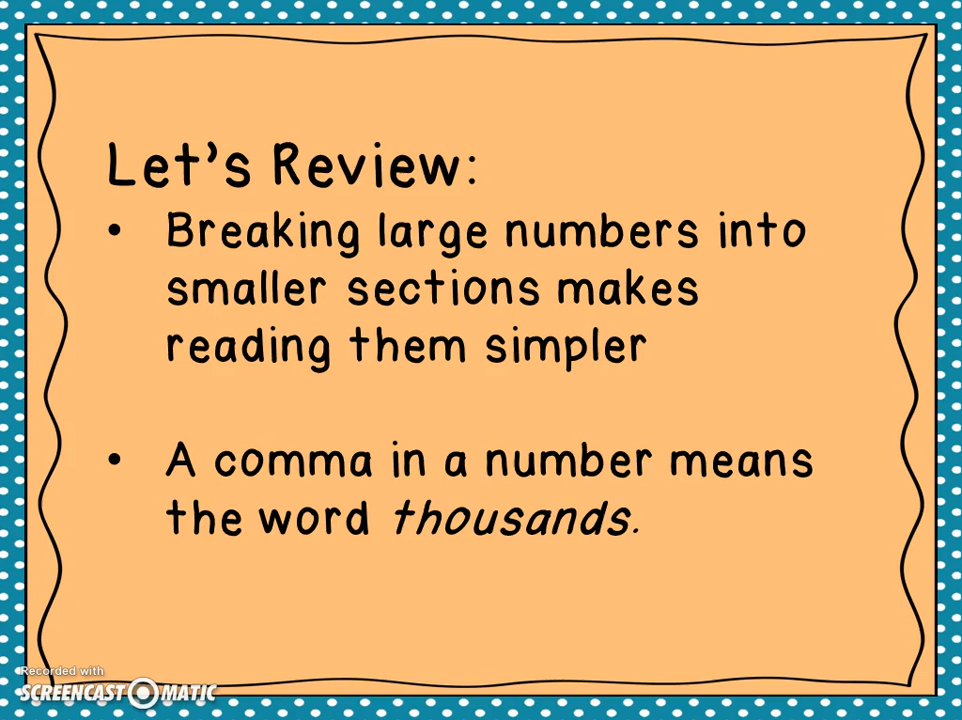 Let's Review:
• Breaking large numbers into
smaller sections makes
reading them simpler
• A comma in a number means
the word thousands.
Recorded with
SCREENCAST MATIC